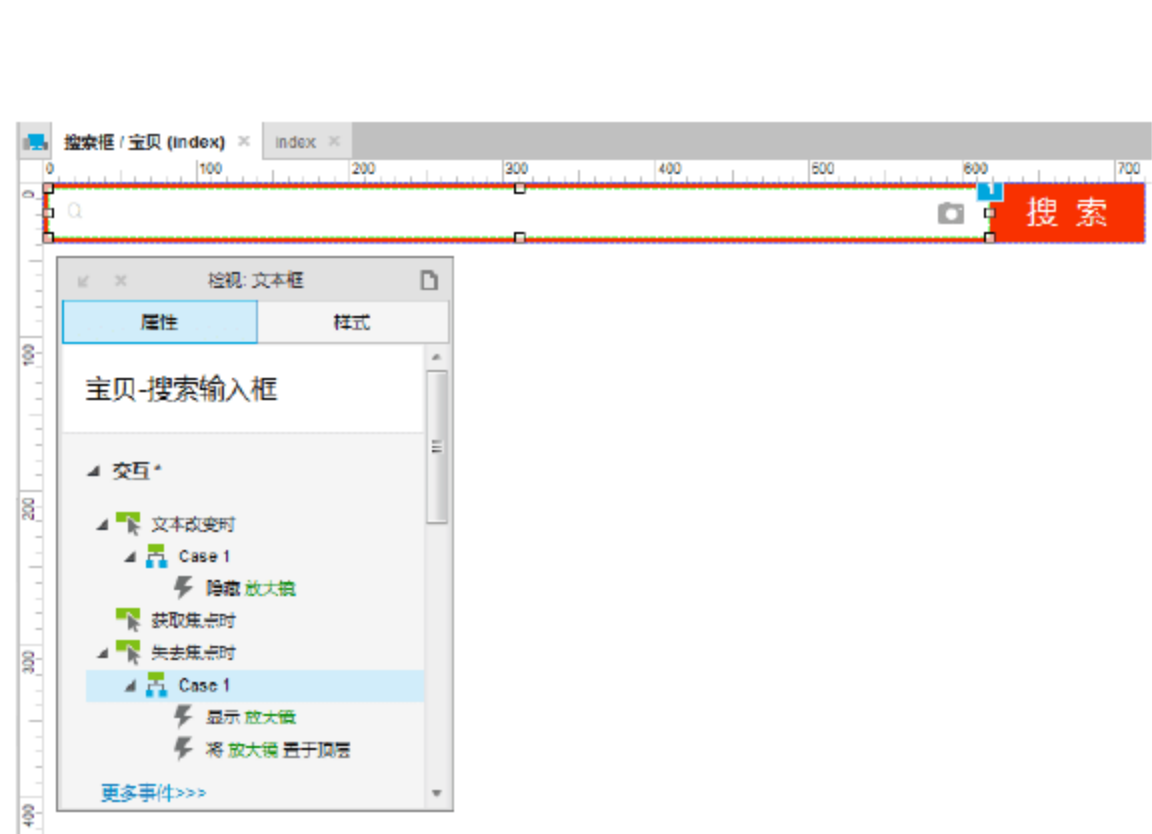 搜索框 / 宝贝 (index) × index ×
0 100 200 300 400 500 600 700
0
1
搜 索
检视: 文本框
属性 样式
宝贝-搜索输入框
交互*
文本改变时
Case 1
隐藏 放大镜
获取焦点时
失去焦点时
Case 1
显示 放大镜
将 放大镜 置于顶层
更多事件>>>
100
200
300
400